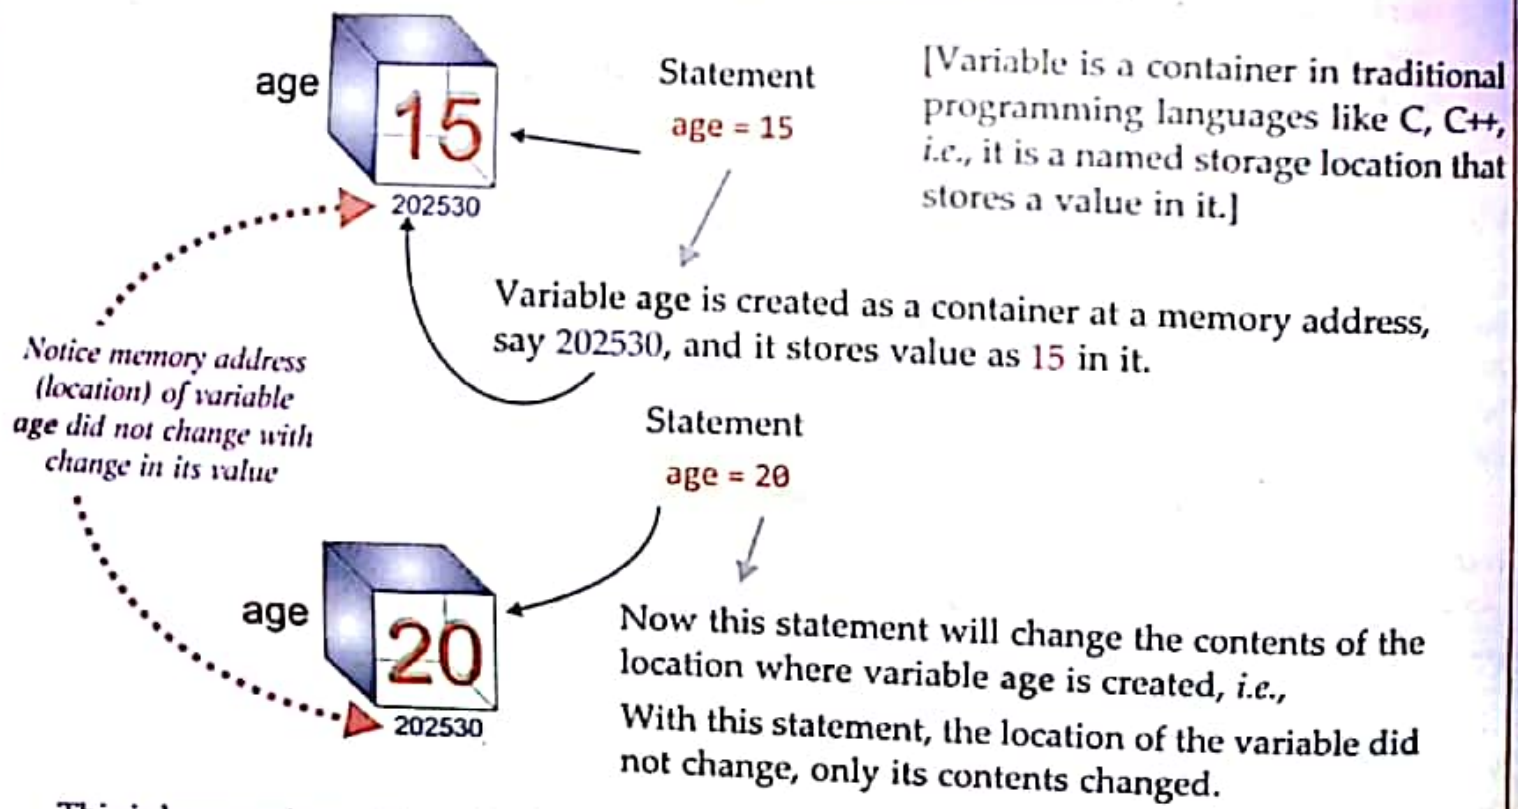 age
15
202530
Statement
age = 15
[Variable is a container in traditional
programming languages like C, C++,
i.e., it is a named storage location that
stores a value in it.]
Variable age is created as a container at a memory address,
say 202530, and it stores value as 15 in it.
Notice memory address
(location) of variable
age did not change with
change in its value
Statement
age = 20
age
20
202530
Now this statement will change the contents of the
location where variable age is created, i.e.,
With this statement, the location of the variable did
not change, only its contents changed.